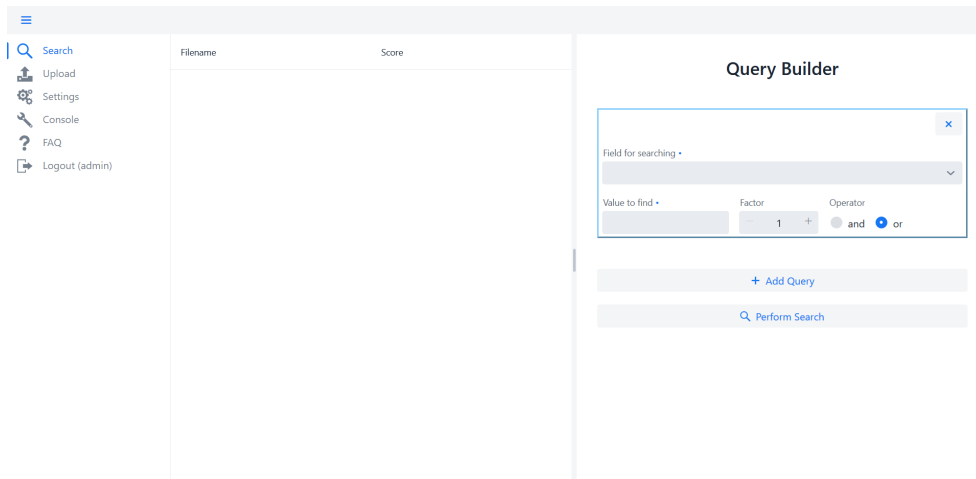 Search
Upload
Settings
Console
FAQ
Logout (admin)
Filename Score
Query Builder
Field for searching •
Value to find • Factor Operator
− 1 + and or
+ Add Query
Perform Search